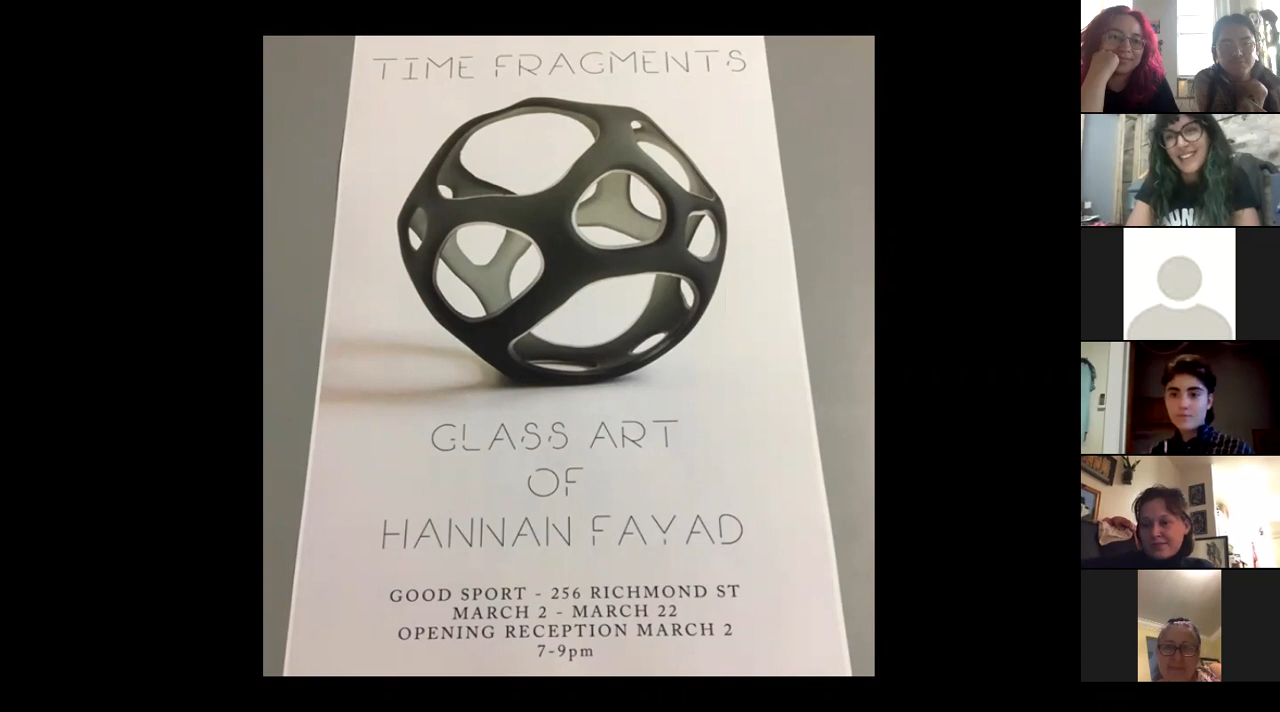 TIME FRAGMENTS
GLASS ART
OF
HANNAN FAYAD
GOOD SPORT - 256 RICHMOND ST
MARCH 2 - MARCH 22
OPENING RECEPTION MARCH 2
7-9pm